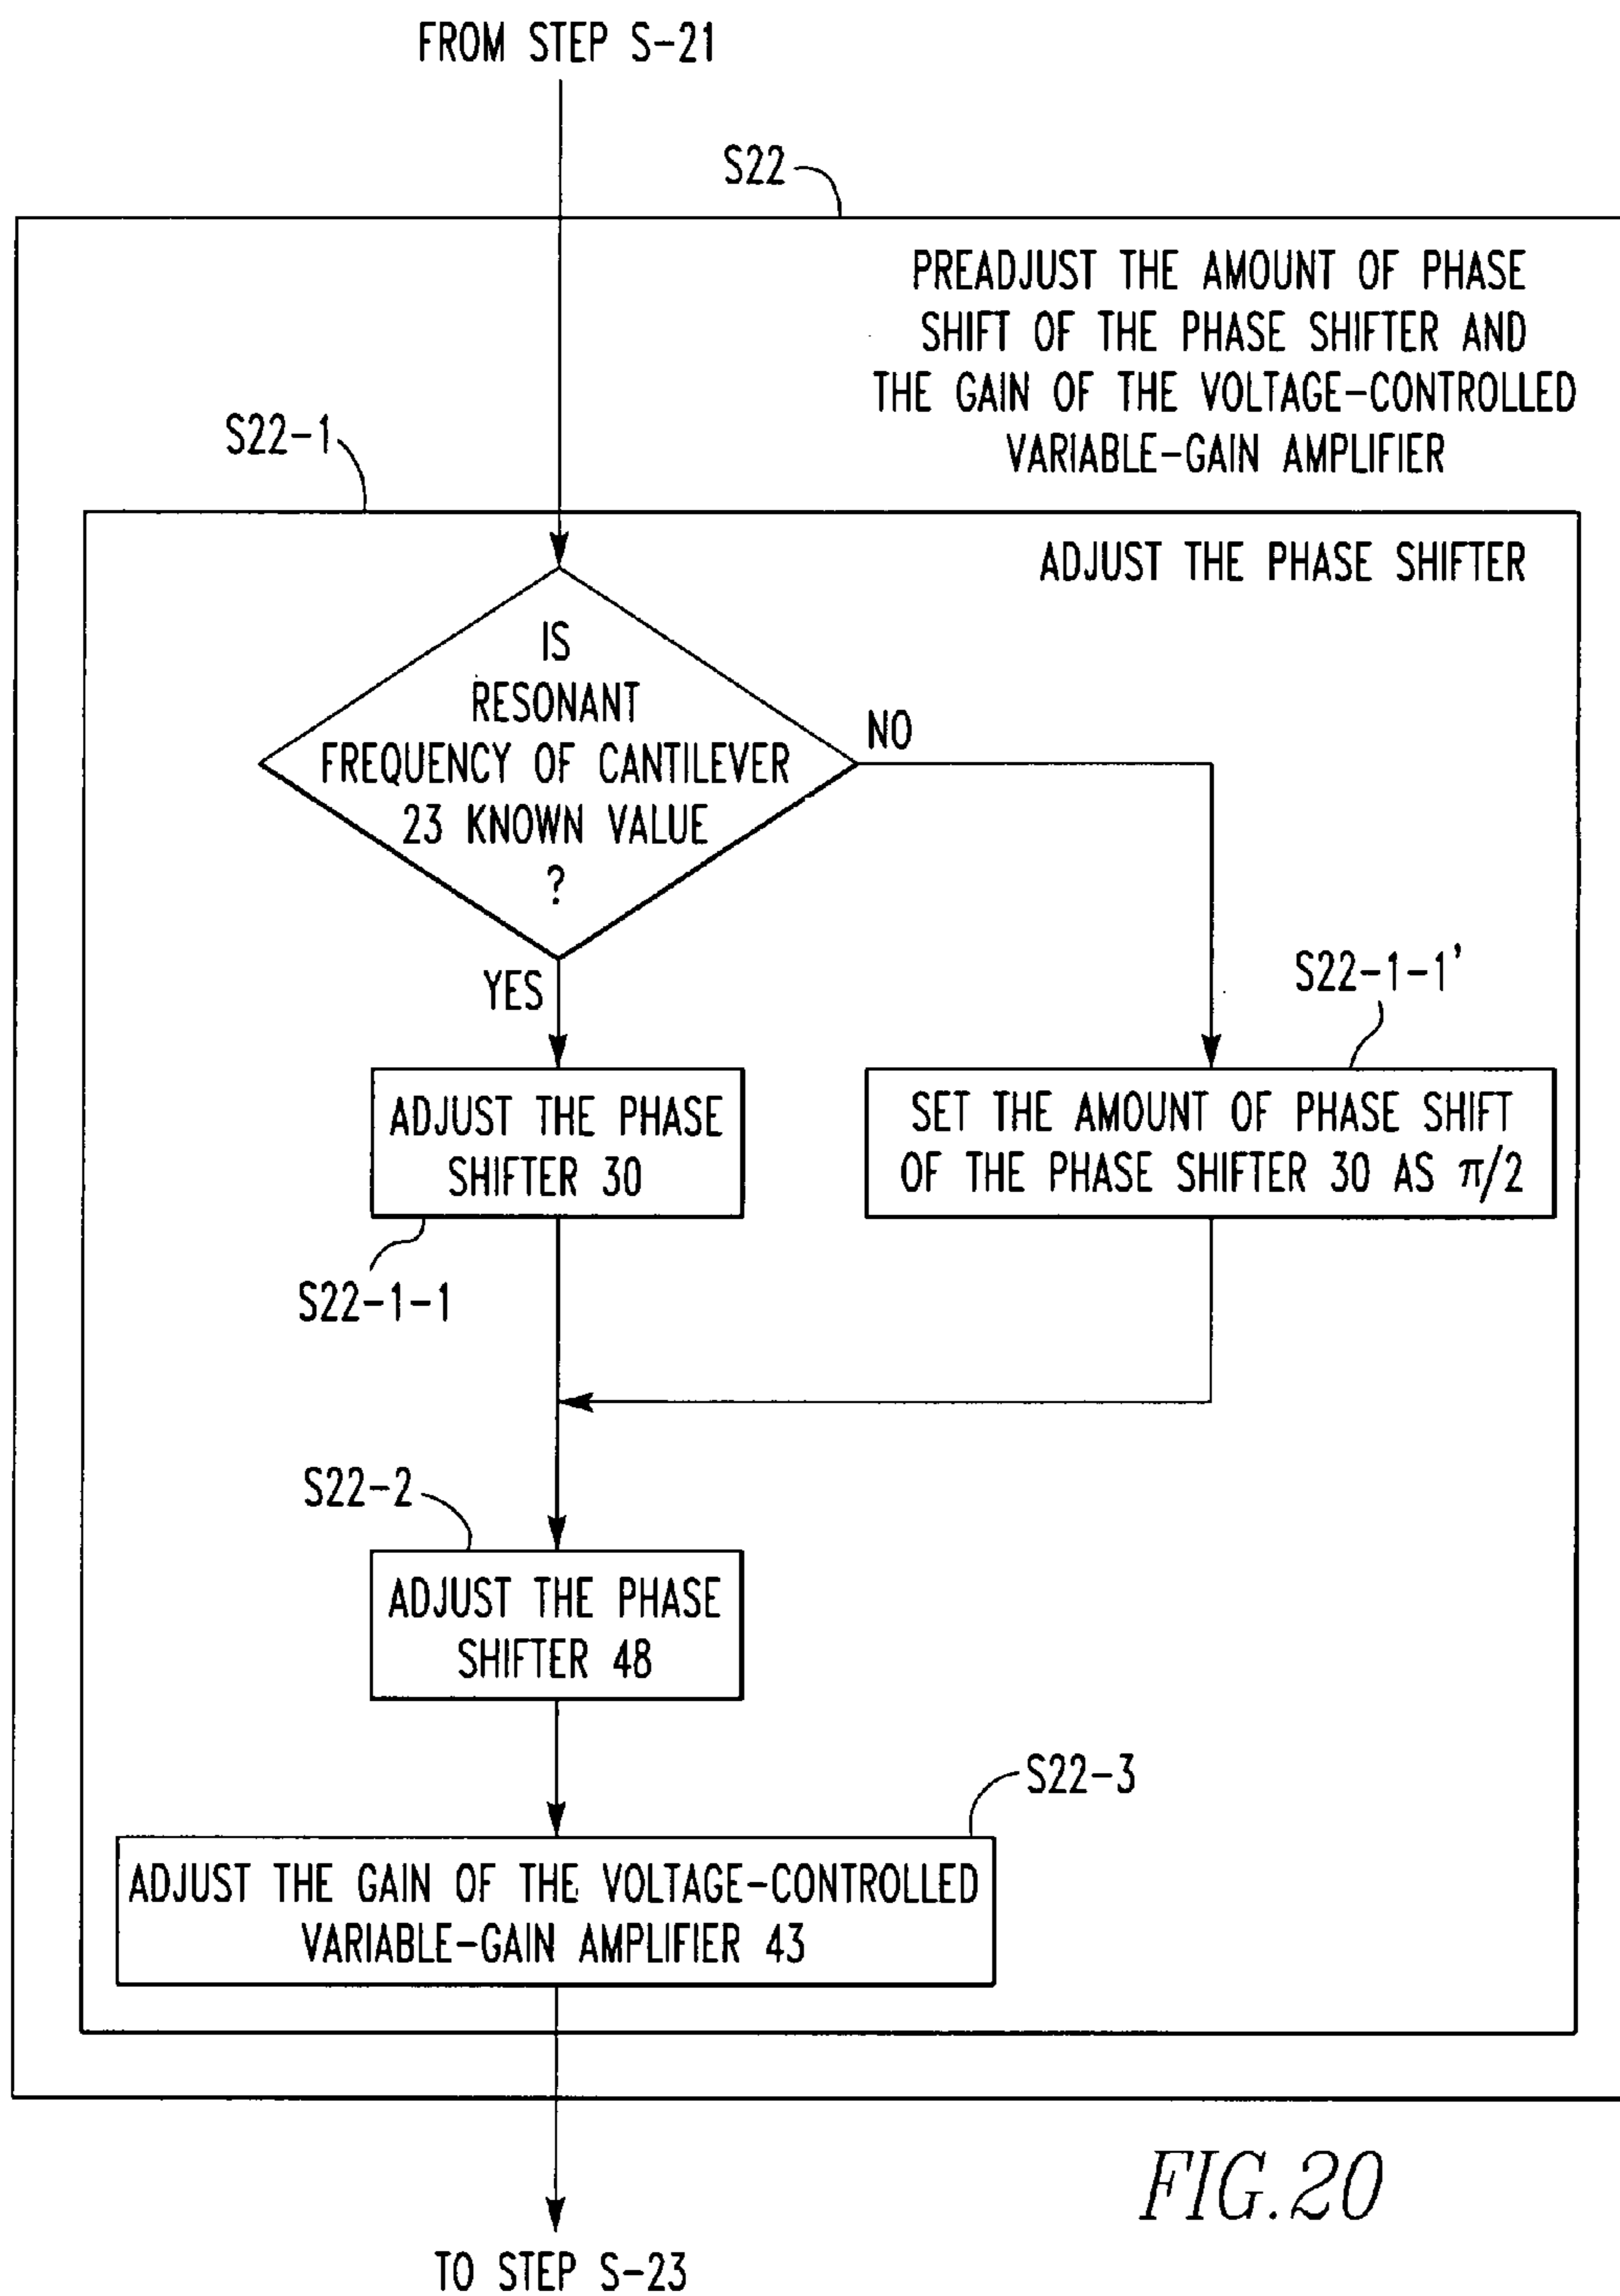 FROM STEP S-21
S22
PREADJUST THE AMOUNT OF PHASE
SHIFT OF THE PHASE SHIFTER AND
THE GAIN OF THE VOLTAGE-CONTROLLED
VARIABLE-GAIN AMPLIFIER
S22-1
ADJUST THE PHASE SHIFTER
IS
RESONANT
FREQUENCY OF CANTILEVER
23 KNOWN VALUE
?
NO
YES
S22-1-1'
ADJUST THE PHASE
SHIFTER 30
SET THE AMOUNT OF PHASE SHIFT
OF THE PHASE SHIFTER 30 AS π/2
S22-1-1
S22-2
ADJUST THE PHASE
SHIFTER 48
S22-3
ADJUST THE GAIN OF THE VOLTAGE-CONTROLLED
VARIABLE-GAIN AMPLIFIER 43
FIG.20
TO STEP S-23